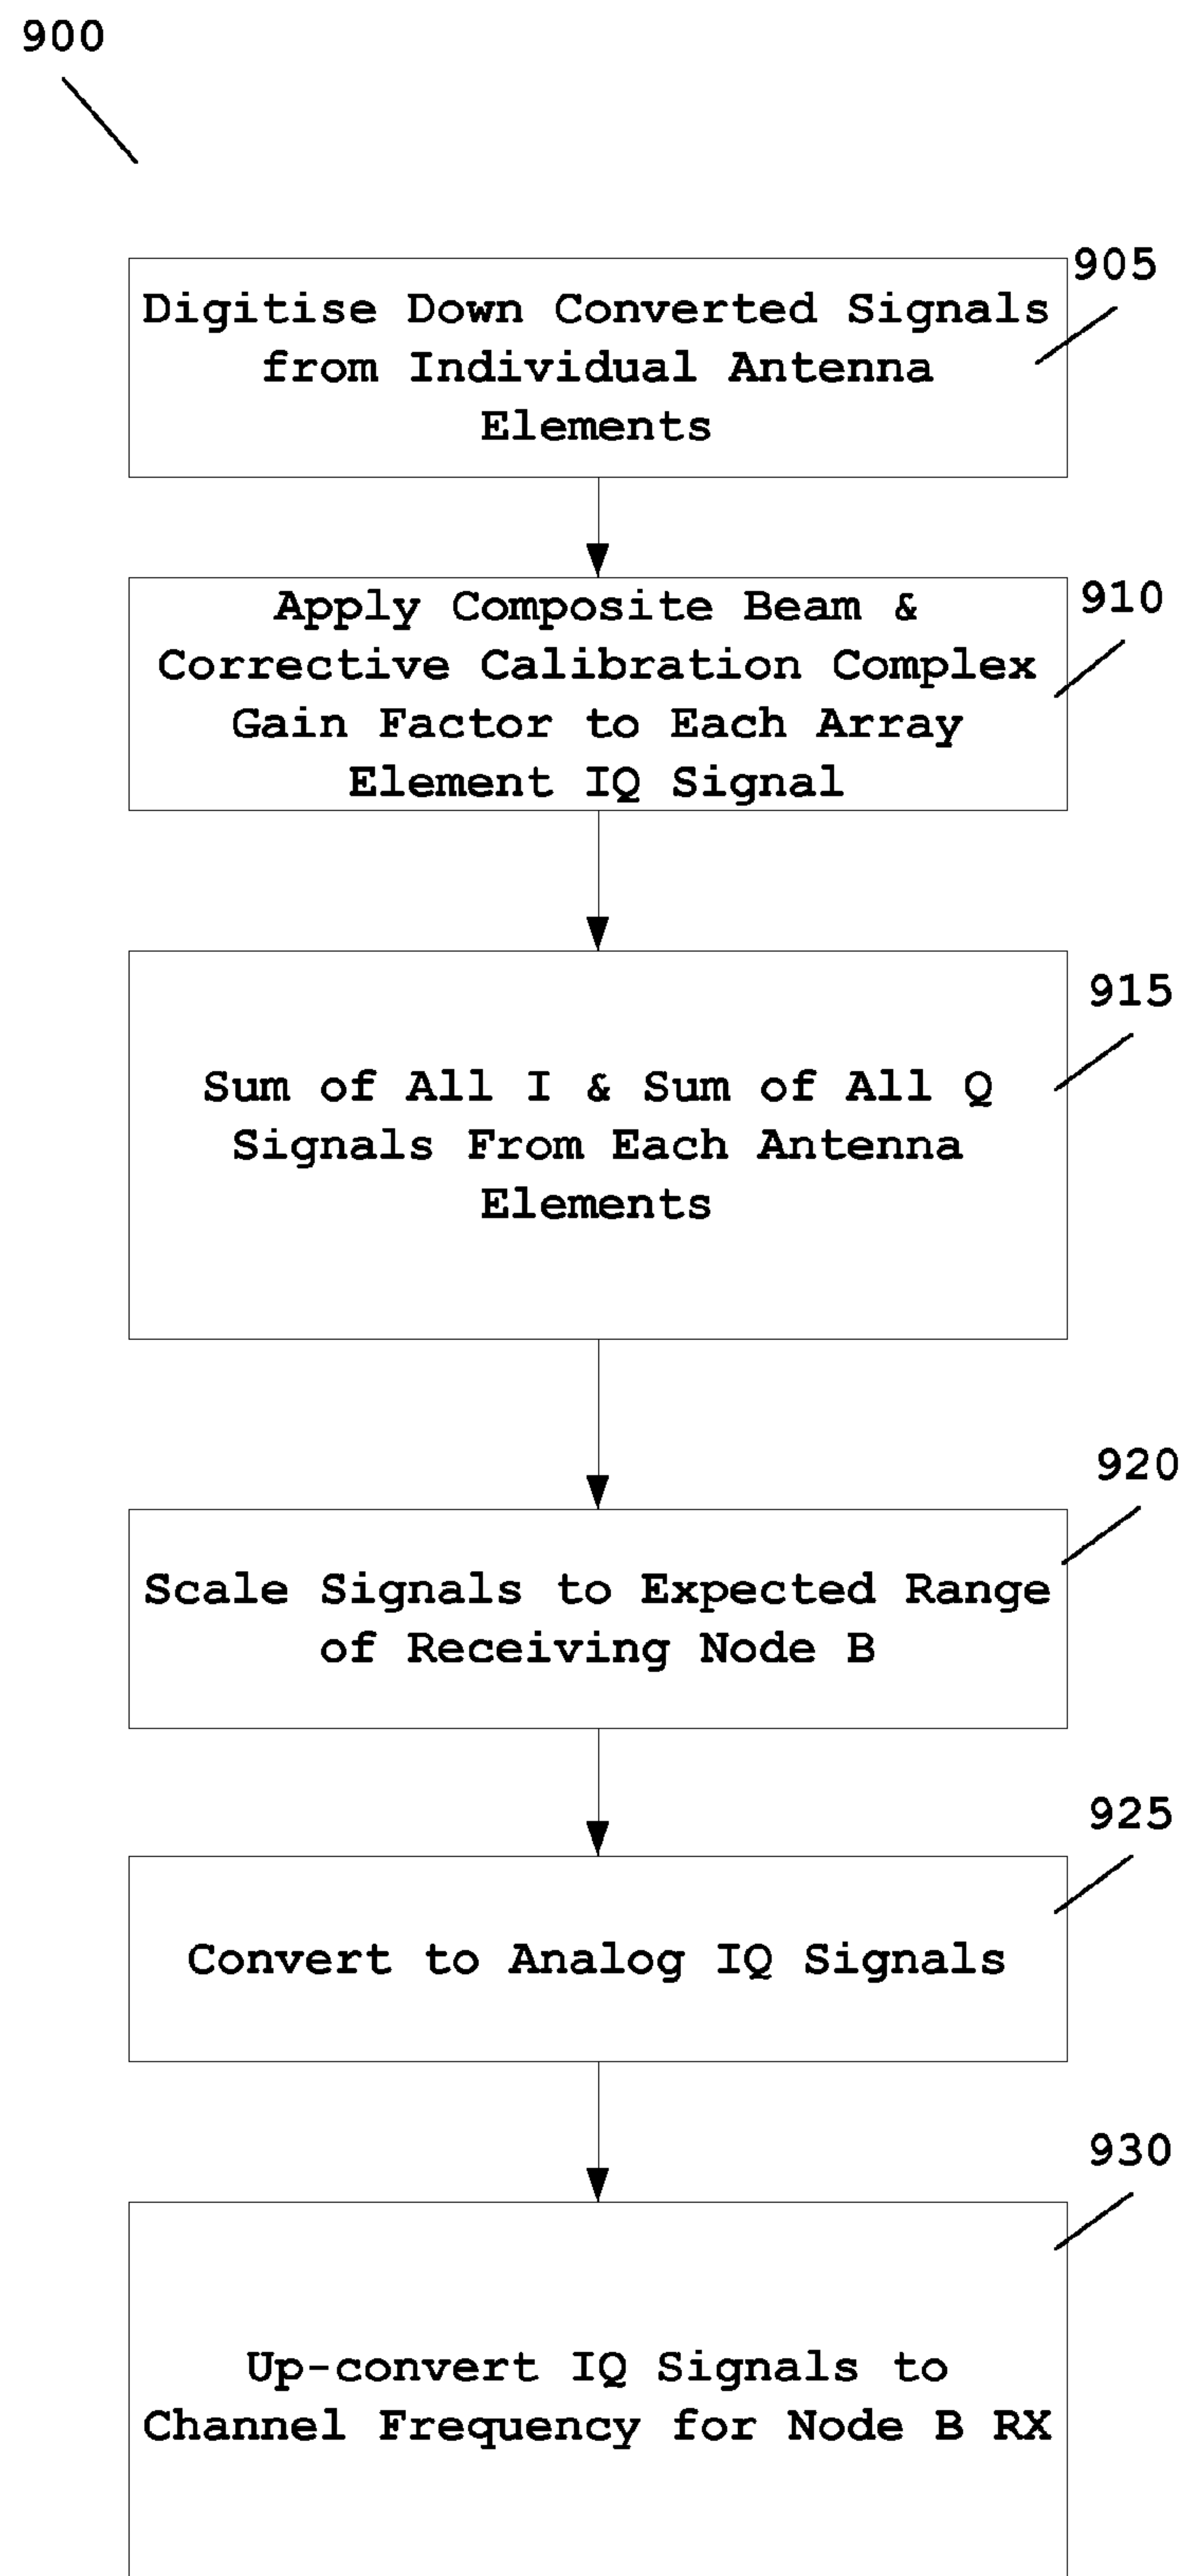 900
905
Digitise Down Converted Signals
from Individual Antenna
Elements
910
Apply Composite Beam &
Corrective Calibration Complex
Gain Factor to Each Array
Element IQ Signal
915
Sum of All I & Sum of All Q
Signals From Each Antenna
Elements
920
Scale Signals to Expected Range
of Receiving Node B
925
Convert to Analog IQ Signals
930
Up-convert IQ Signals to
Channel Frequency for Node B RX